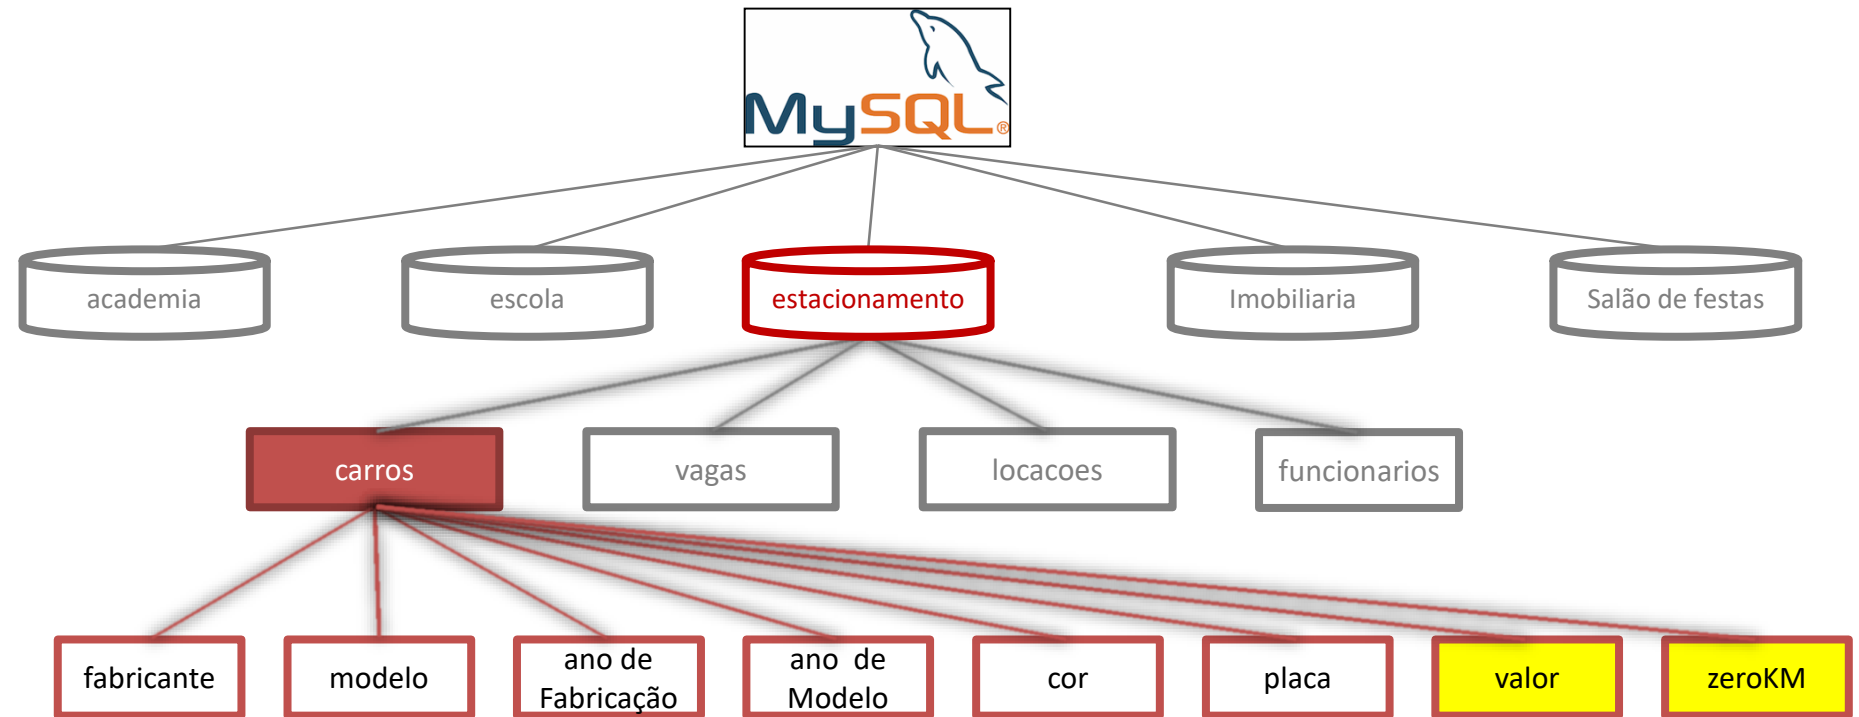 MySQL®
academia
escola
estacionamento
Imobiliaria
Salão de festas
carros
vagas
locacoes
funcionarios
fabricante
modelo
ano de
Fabricação
ano de
Modelo
cor
placa
valor
zeroKM